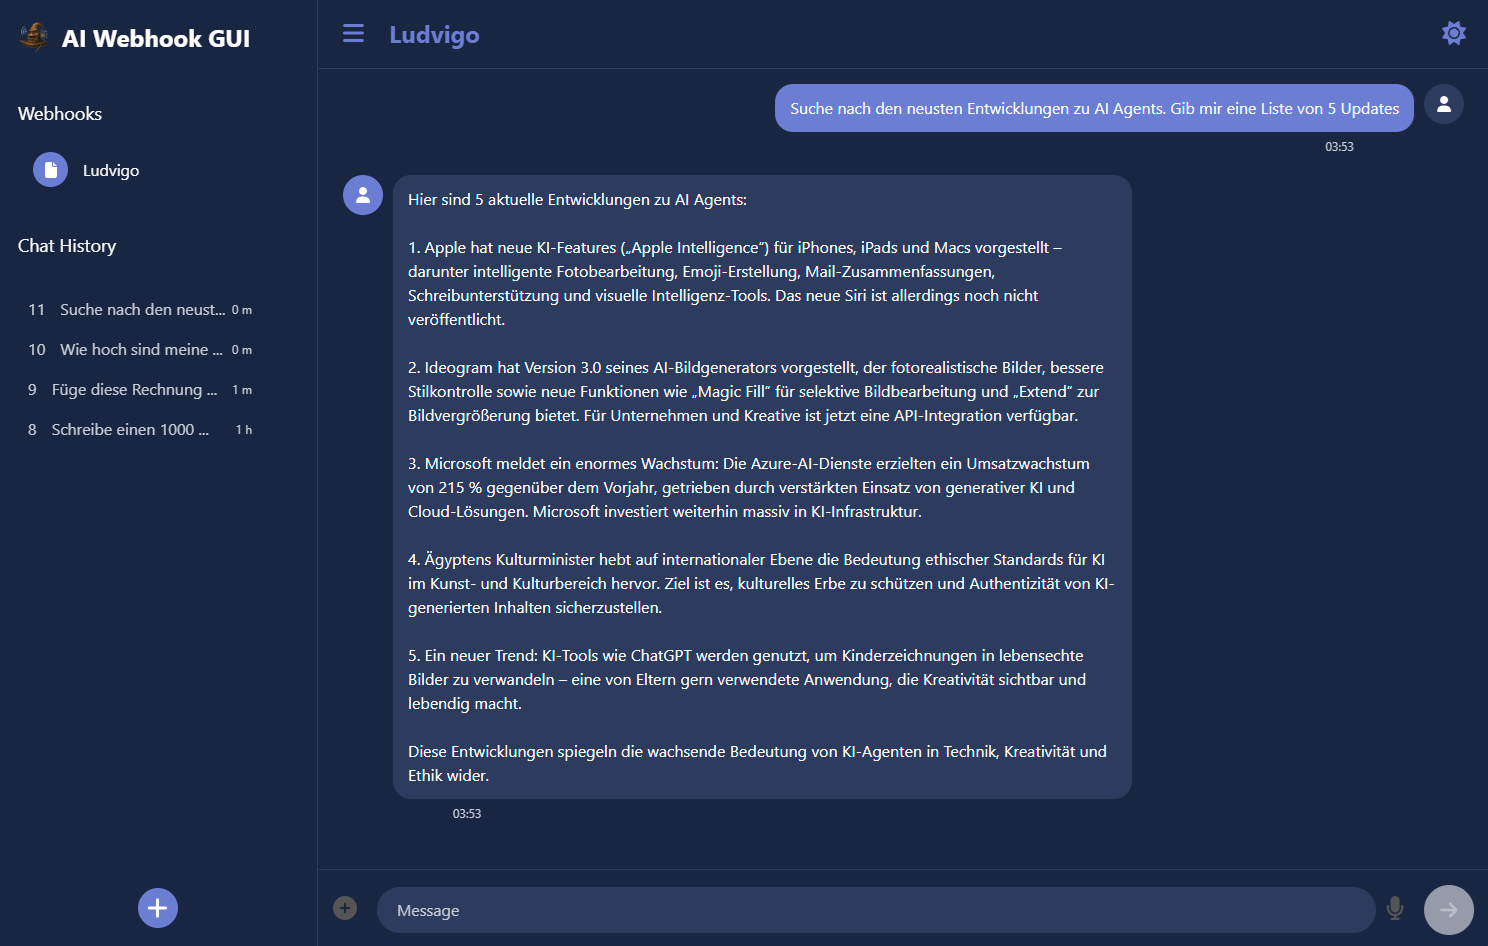 AI Webhook GUI
Webhooks
Ludvigo
Chat History
11 Suche nach den neust... 0 m
10 Wie hoch sind meine ... 0 m
9 Füge diese Rechnung ... 1 m
8 Schreibe einen 1000 ... 1 h
Ludvigo
Suche nach den neusten Entwicklungen zu AI Agents. Gib mir eine Liste von 5 Updates
03:53
Hier sind 5 aktuelle Entwicklungen zu AI Agents:
1. Apple hat neue KI-Features („Apple Intelligence“) für iPhones, iPads und Macs vorgestellt –
darunter intelligente Fotobearbeitung, Emoji-Erstellung, Mail-Zusammenfassungen,
Schreibunterstützung und visuelle Intelligenz-Tools. Das neue Siri ist allerdings noch nicht
veröffentlicht.
2. Ideogram hat Version 3.0 seines AI-Bildgenerators vorgestellt, der fotorealistische Bilder, bessere
Stilkontrolle sowie neue Funktionen wie „Magic Fill“ für selektive Bildbearbeitung und „Extend“ zur
Bildvergrößerung bietet. Für Unternehmen und Kreative ist jetzt eine API-Integration verfügbar.
3. Microsoft meldet ein enormes Wachstum: Die Azure-AI-Dienste erzielten ein Umsatzwachstum
von 215 % gegenüber dem Vorjahr, getrieben durch verstärkten Einsatz von generativer KI und
Cloud-Lösungen. Microsoft investiert weiterhin massiv in KI-Infrastruktur.
4. Ägyptens Kulturminister hebt auf internationaler Ebene die Bedeutung ethischer Standards für KI
im Kunst- und Kulturbereich hervor. Ziel ist es, kulturelles Erbe zu schützen und Authentizität von KI-
generierten Inhalten sicherzustellen.
5. Ein neuer Trend: KI-Tools wie ChatGPT werden genutzt, um Kinderzeichnungen in lebensechte
Bilder zu verwandeln – eine von Eltern gern verwendete Anwendung, die Kreativität sichtbar und
lebendig macht.
Diese Entwicklungen spiegeln die wachsende Bedeutung von KI-Agenten in Technik, Kreativität und
Ethik wider.
03:53
Message